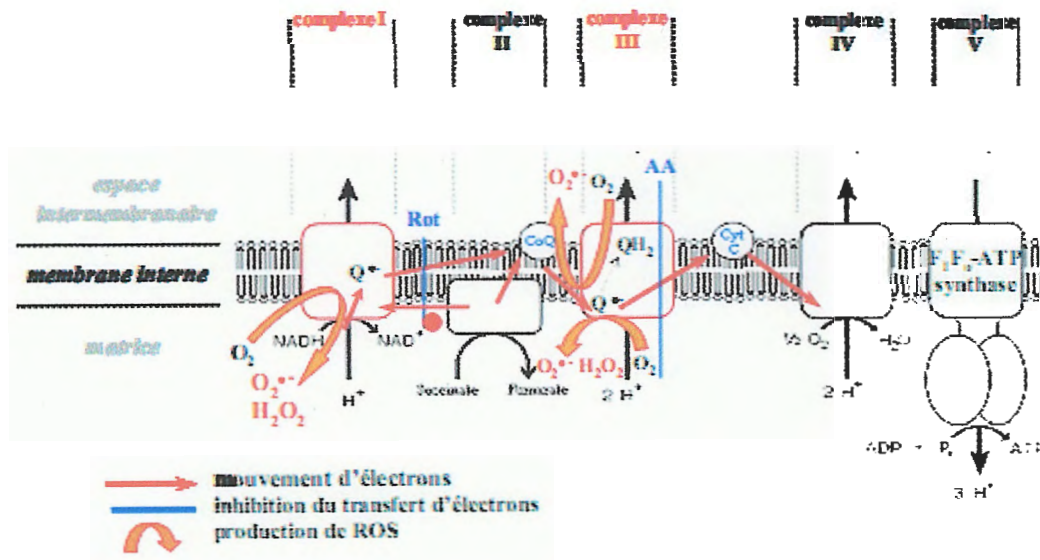 complexe I
complexe II
complexe III
complexe IV
complexe V
espace
intermembranaire
membrane interne
matrice
Rot
AA
CoQ
Cyt C
Q•-
QH₂
Q•-
O₂•- O₂
F₁F₀-ATP
synthase
O₂
NADH
NAD⁺
O₂•-
H₂O₂
H⁺
Succinate
Fumarate
O₂•- H₂O₂
O₂
2 H⁺
½ O₂
H₂O
2 H⁺
ADP + Pi
3 H⁺
mouvement d'électrons
inhibition du transfert d'électrons
production de ROS